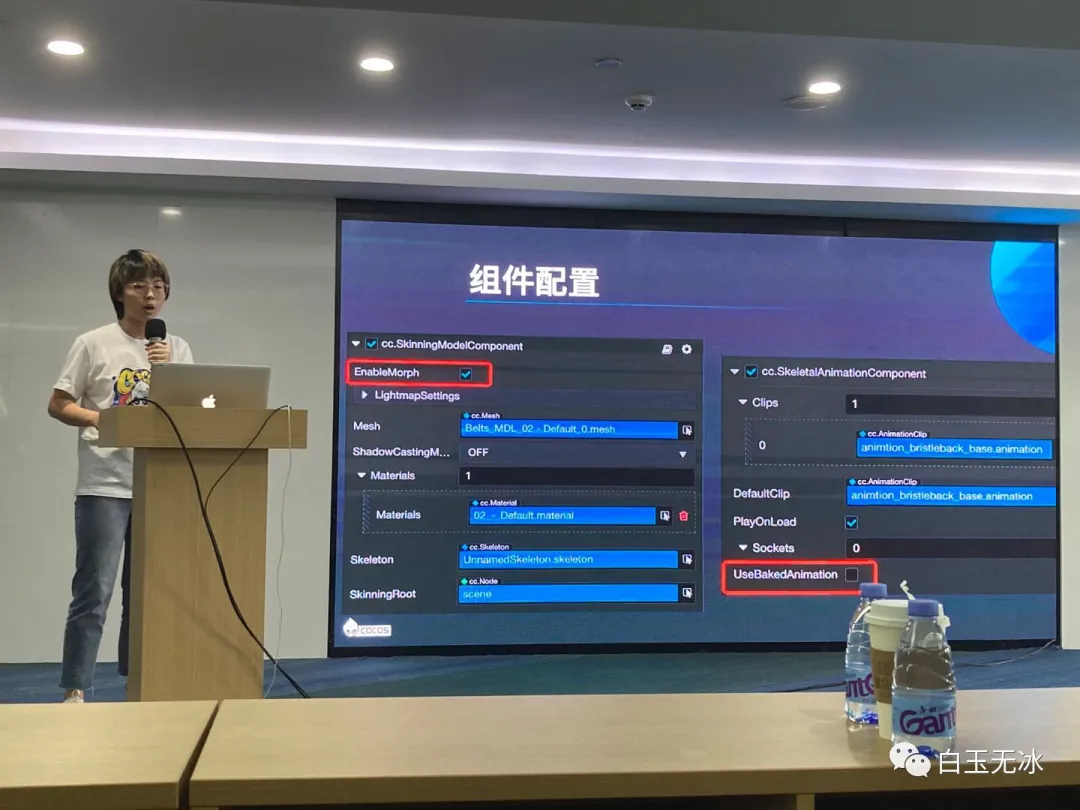 组件配置
cc.SkinningModelComponent
EnableMorph
LightmapSettings
cc.Mesh
Mesh
Belts_MDL_02 - Default_0.mesh
ShadowCastingM...
OFF
Materials
1
cc.Material
Materials
02_-_Default.material
cc.Skeleton
Skeleton
UnnamedSkeleton.skeleton
cc.Node
SkinningRoot
scene
COCOS
cc.SkeletalAnimationComponent
Clips
1
cc.AnimationClip
0
animtion_bristleback_base.animation
cc.AnimationClip
DefaultClip
animtion_bristleback_base.animation
PlayOnLoad
Sockets
0
UseBakedAnimation
白玉无冰